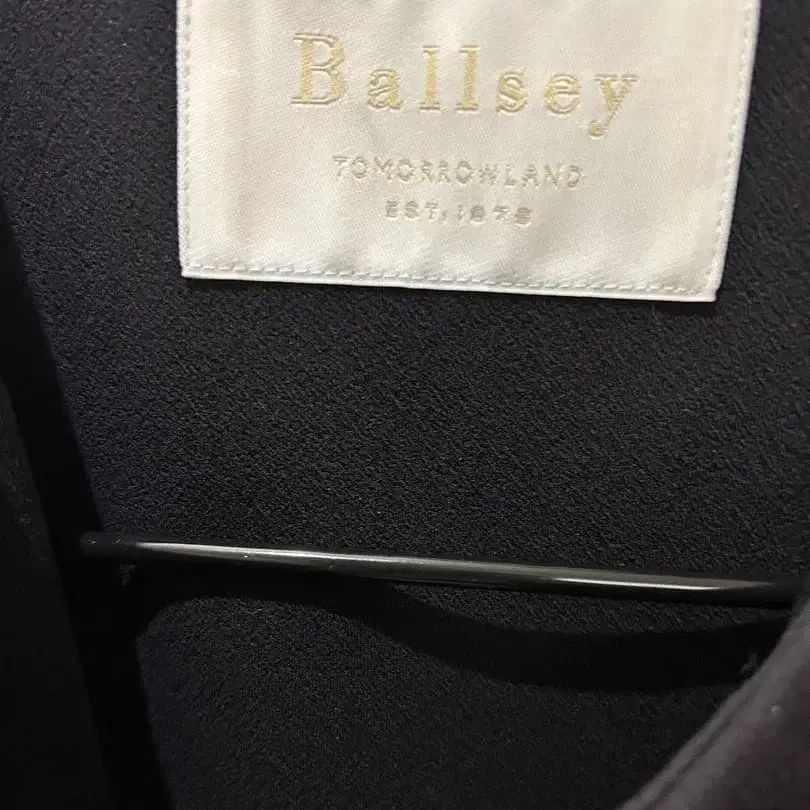 Ballsey
TOMORROWLAND
EST. 1978